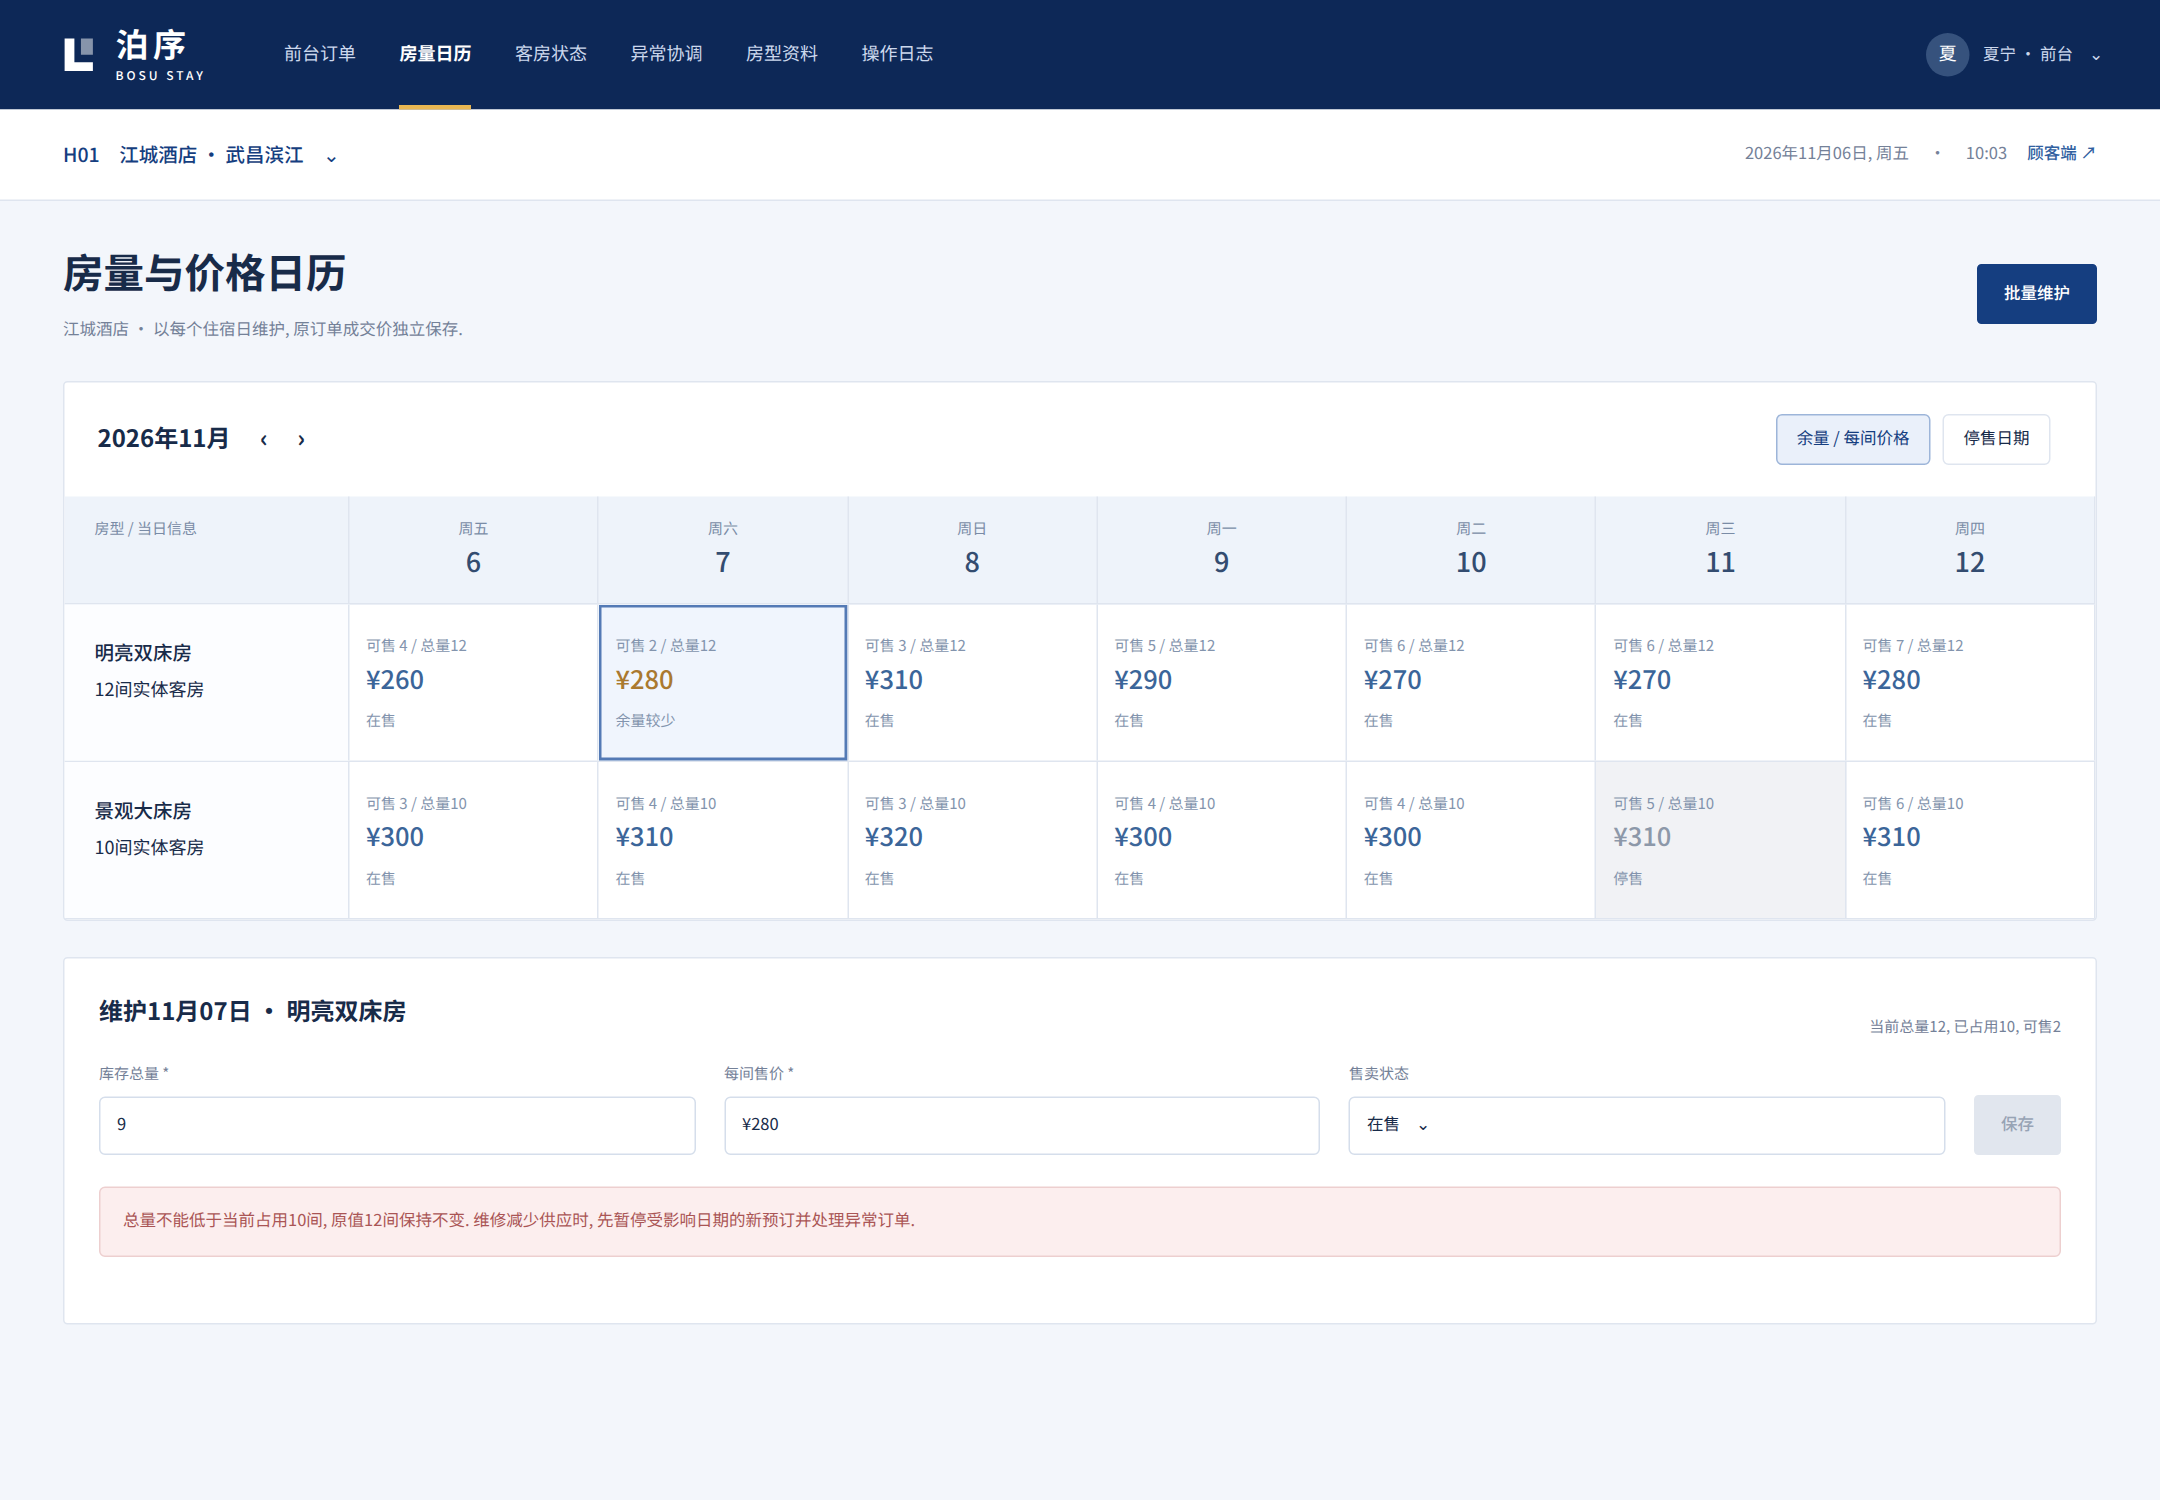 泊序
BOSU STAY
前台订单 房量日历 客房状态 异常协调 房型资料 操作日志
夏 夏宁 · 前台
H01 江城酒店 · 武昌滨江
2026年11月06日, 周五 · 10:03 顾客端 ↗
房量与价格日历
江城酒店 · 以每个住宿日维护, 原订单成交价独立保存.
批量维护
2026年11月 ‹ ›
余量 / 每间价格 停售日期
房型 / 当日信息 周五 周六 周日 周一 周二 周三 周四
6 7 8 9 10 11 12
明亮双床房
12间实体客房
可售 4 / 总量12 可售 2 / 总量12 可售 3 / 总量12 可售 5 / 总量12 可售 6 / 总量12 可售 6 / 总量12 可售 7 / 总量12
¥260 ¥280 ¥310 ¥290 ¥270 ¥270 ¥280
在售 余量较少 在售 在售 在售 在售 在售
景观大床房
10间实体客房
可售 3 / 总量10 可售 4 / 总量10 可售 3 / 总量10 可售 4 / 总量10 可售 4 / 总量10 可售 5 / 总量10 可售 6 / 总量10
¥300 ¥310 ¥320 ¥300 ¥300 ¥310 ¥310
在售 在售 在售 在售 在售 停售 在售
维护11月07日 · 明亮双床房
当前总量12, 已占用10, 可售2
库存总量 * 每间售价 * 售卖状态
9 ¥280 在售 保存
总量不能低于当前占用10间, 原值12间保持不变. 维修减少供应时, 先暂停受影响日期的新预订并处理异常订单.